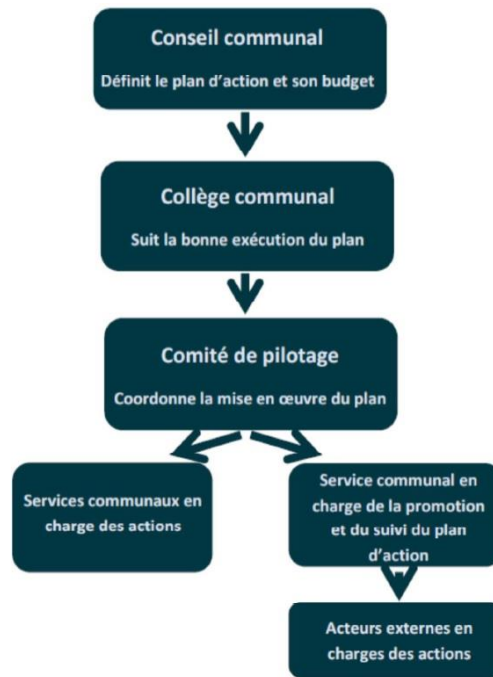 Conseil communal
Définit le plan d'action et son budget
Collège communal
Suit la bonne exécution du plan
Comité de pilotage
Coordonne la mise en œuvre du plan
Services communaux en
charge des actions
Service communal en
charge de la promotion
et du suivi du plan
d'action
Acteurs externes en
charges des actions